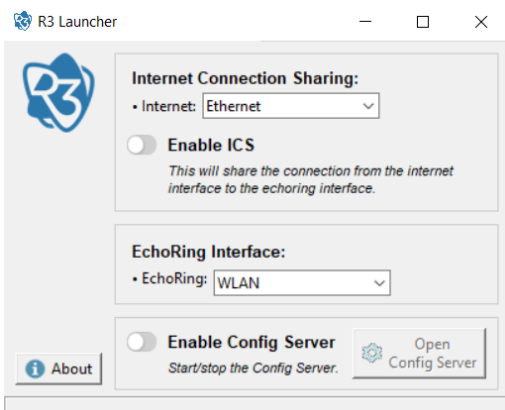 R3 Launcher
R3
Internet Connection Sharing:
• Internet: Ethernet
Enable ICS
This will share the connection from the internet
interface to the echoring interface.
EchoRing Interface:
• EchoRing: WLAN
Enable Config Server
Start/stop the Config Server.
Open
Config Server
About